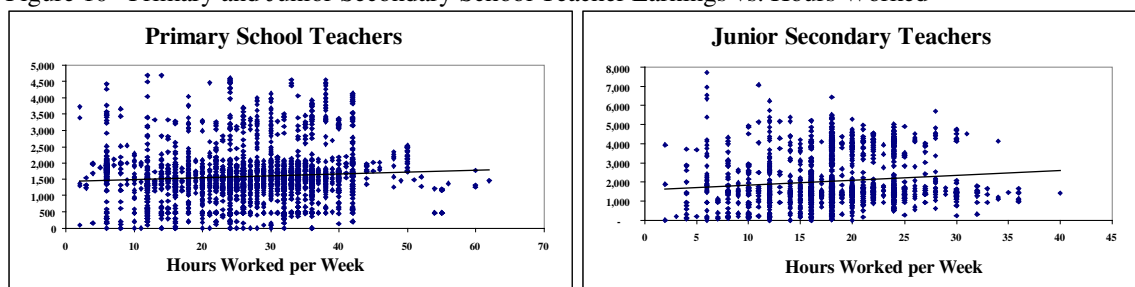 Figure 10 Primary and Junior Secondary School Teacher Earnings vs. Hours Worked
Primary School Teachers
5,000
4,500
4,000
3,500
3,000
2,500
2,000
1,500
1,000
500
0
0 10 20 30 40 50 60 70
Hours Worked per Week
Junior Secondary Teachers
8,000
7,000
6,000
5,000
4,000
3,000
2,000
1,000
-
0 5 10 15 20 25 30 35 40 45
Hours Worked per Week